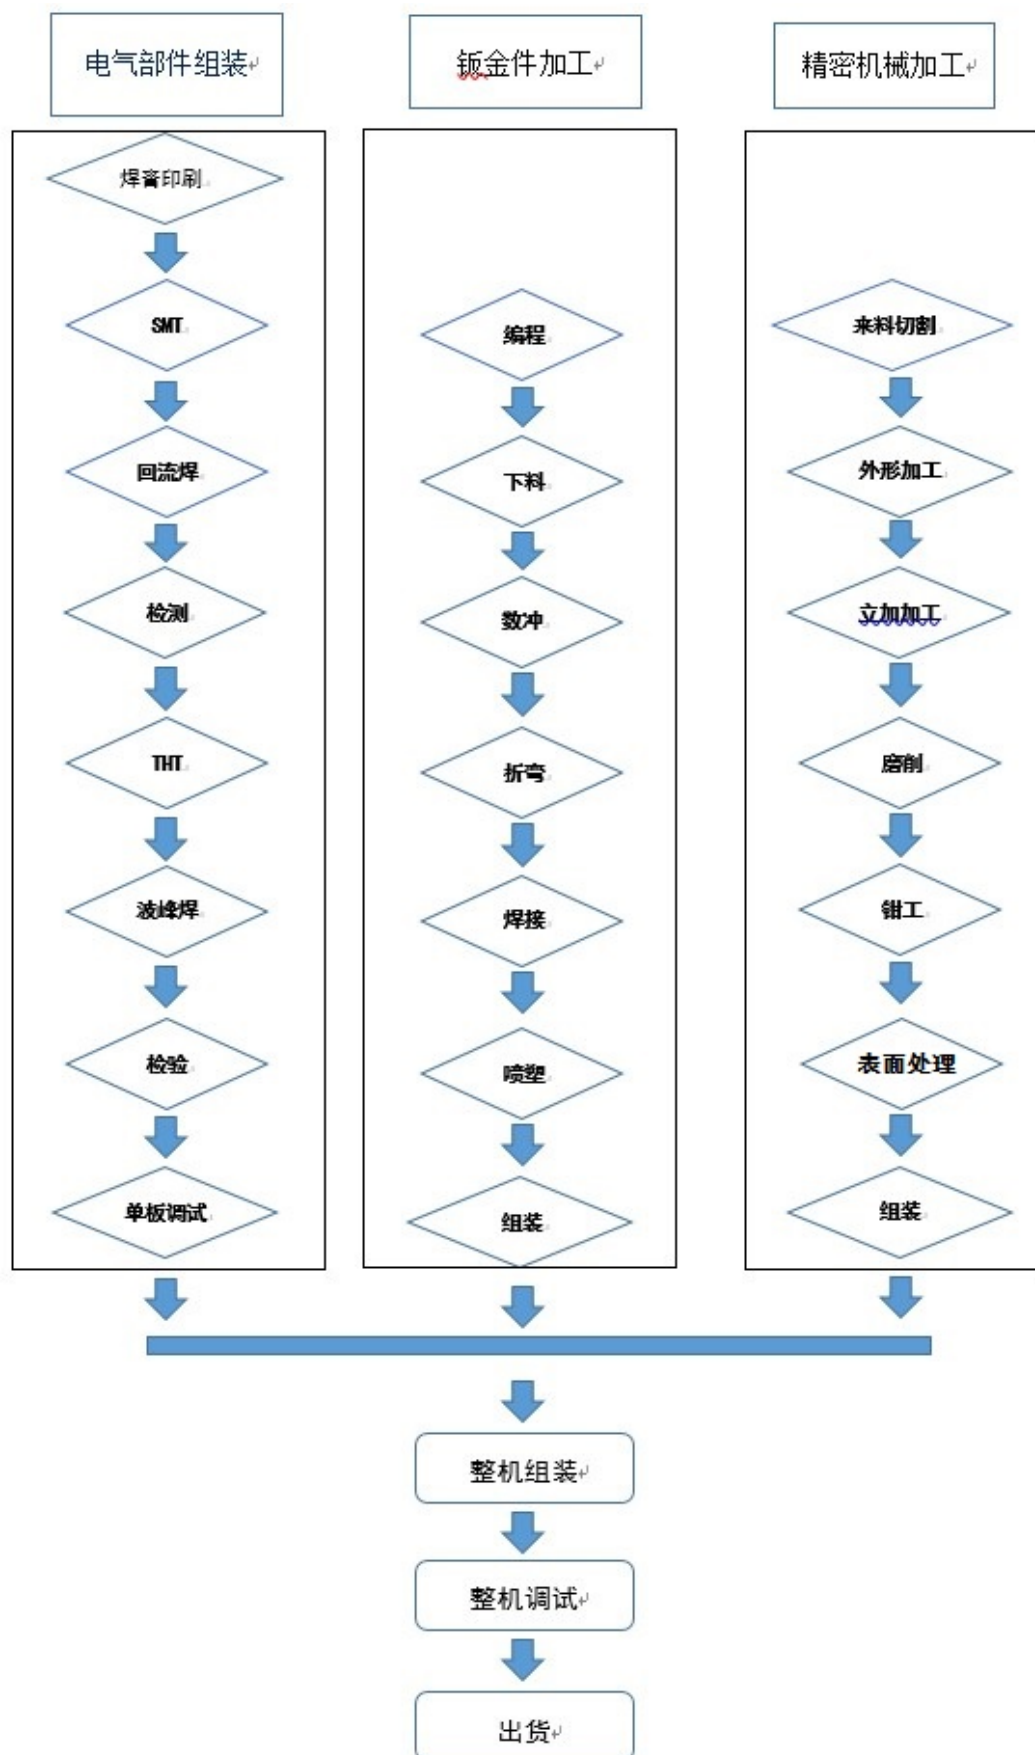 电气部件组装
钣金件加工
精密机械加工
焊膏印刷
SMT
回流焊
检测
THT
波峰焊
检验
单板调试
编程
下料
数冲
折弯
焊接
喷塑
组装
来料切割
外形加工
立加加工
磨削
钳工
表面处理
组装
整机组装
整机调试
出货